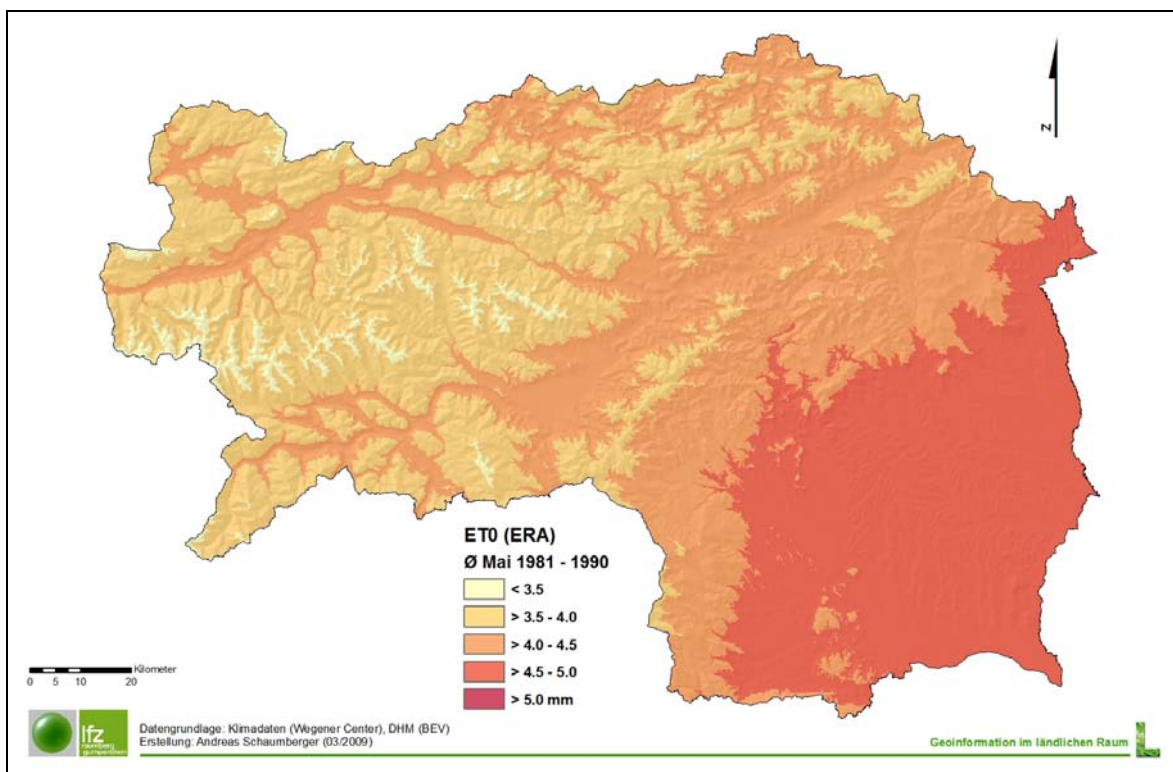 N
ET0 (ERA)
Ø Mai 1981 - 1990
< 3.5
> 3.5 - 4.0
> 4.0 - 4.5
> 4.5 - 5.0
> 5.0 mm
Kilometer
0 5 10 20
lfz
raumberg
gumpenstein
Datengrundlage: Klimadaten (Wegener Center), DHM (BEV)
Erstellung: Andreas Schaumberger (03/2009)
Geoinformation im ländlichen Raum
L